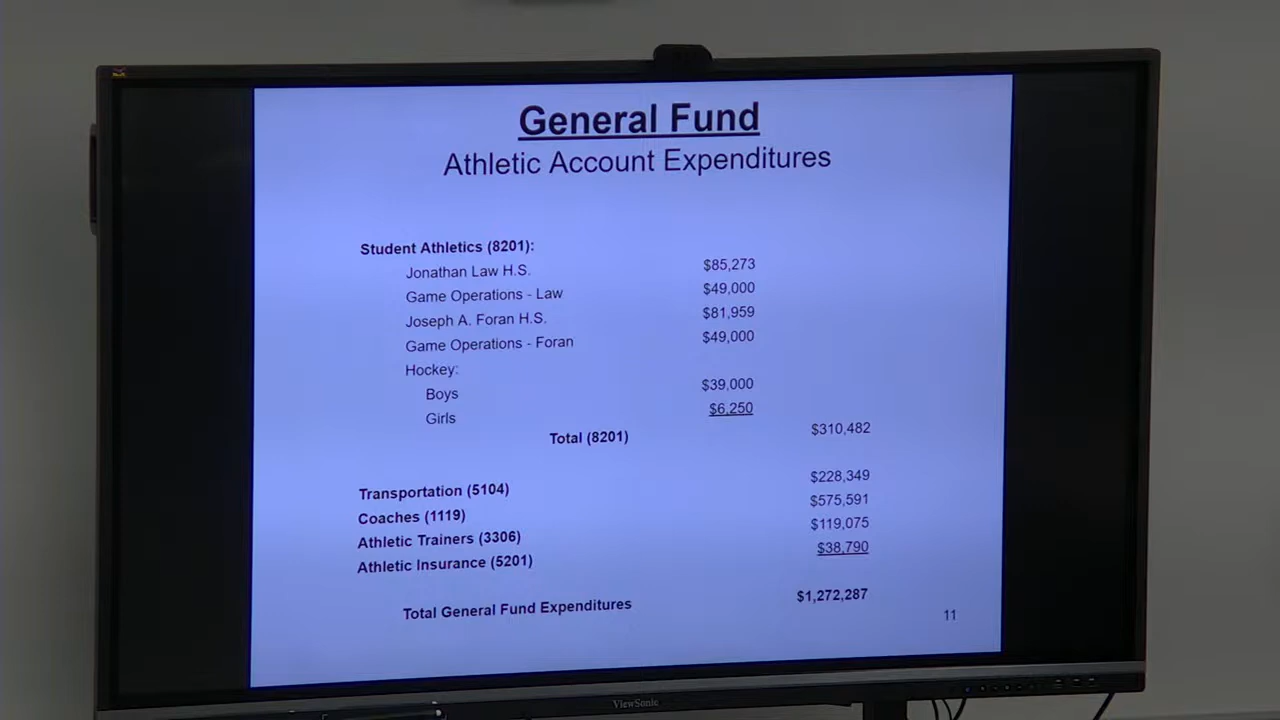 General Fund
Athletic Account Expenditures
Student Athletics (8201):
Jonathan Law H.S. $85,273
Game Operations - Law $49,000
Joseph A. Foran H.S. $81,959
Game Operations - Foran $49,000
Hockey:
Boys $39,000
Girls $6,250
Total (8201) $310,482
Transportation (5104) $228,349
Coaches (1119) $575,591
Athletic Trainers (3306) $119,075
Athletic Insurance (5201) $38,790
Total General Fund Expenditures $1,272,287
11
ViewSonic